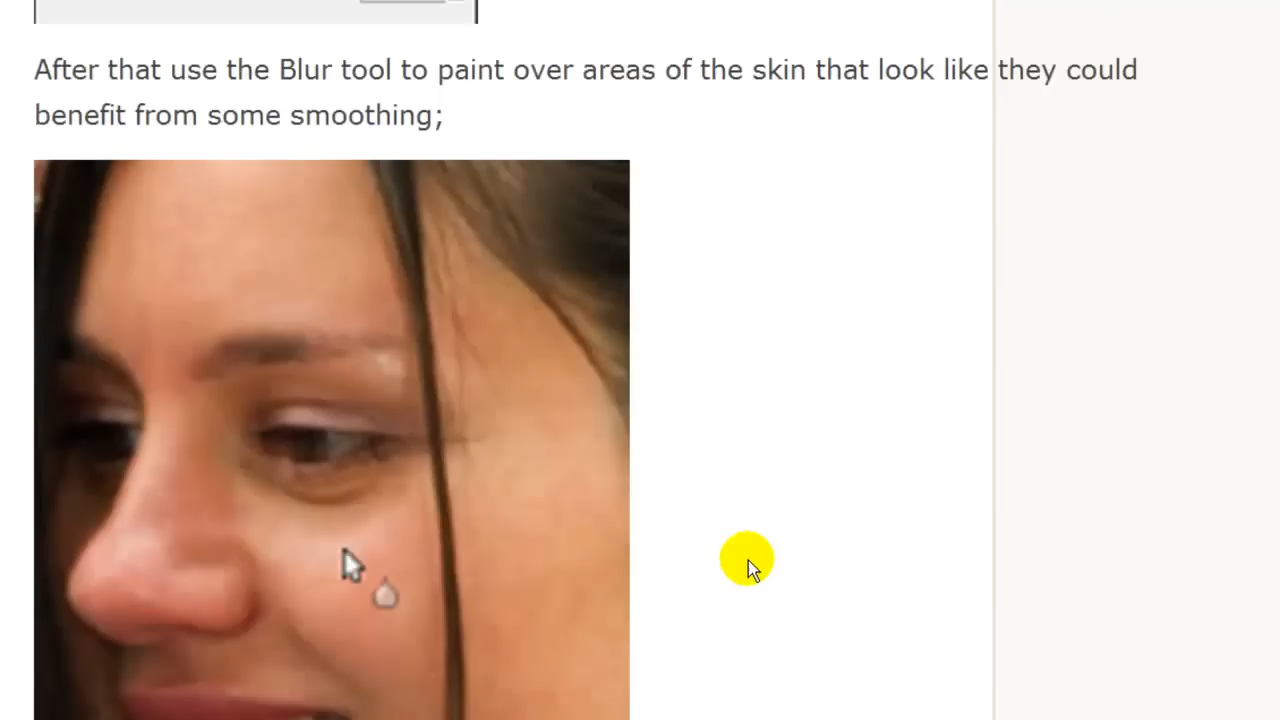 After that use the Blur tool to paint over areas of the skin that look like they could
benefit from some smoothing;